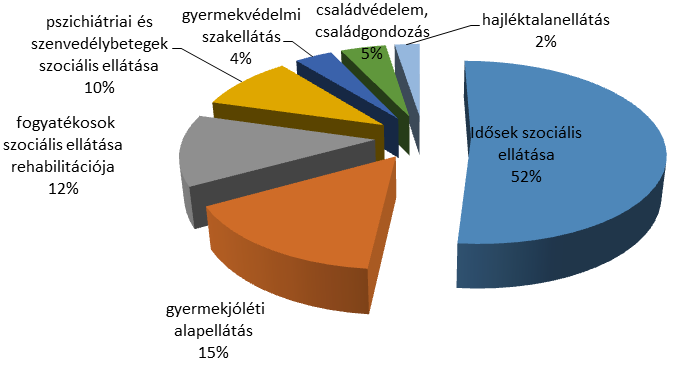 pszichiátriai és
szenvedélybetegek
szociális ellátása
10%
gyermekvédelmi
szakellátás
4%
családvédelem,
családgondozás
5%
hajléktalanellátás
2%
Idősek szociális
ellátása
52%
fogyatékosok
szociális ellátása
rehabilitációja
12%
gyermekjóléti
alapellátás
15%